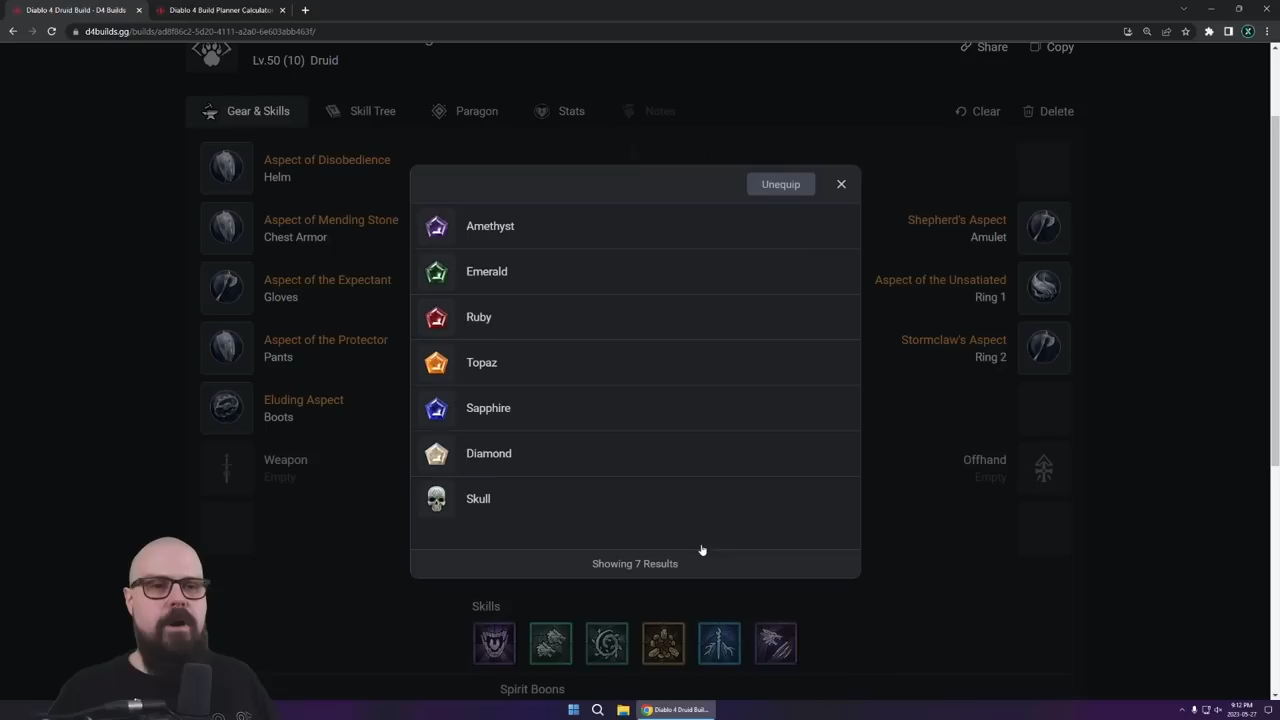 Diablo 4 Druid Build - D4 Builds
Diablo 4 Build Planner Calculator
d4builds.gg/builds/ad8f86c2-5d20-4111-a2a0-6e603abb463f/
Lv.50 (10) Druid
Share
Copy
Gear & Skills
Skill Tree
Paragon
Stats
Notes
Clear
Delete
Aspect of Disobedience
Helm
Aspect of Mending Stone
Chest Armor
Aspect of the Expectant
Gloves
Aspect of the Protector
Pants
Eluding Aspect
Boots
Weapon
Empty
Unequip
Amethyst
Emerald
Ruby
Topaz
Sapphire
Diamond
Skull
Showing 7 Results
Shepherd's Aspect
Amulet
Aspect of the Unsatiated
Ring 1
Stormclaw's Aspect
Ring 2
Offhand
Empty
Skills
Spirit Boons
Diablo 4 Druid Buil...
9:12 PM
2023-05-27